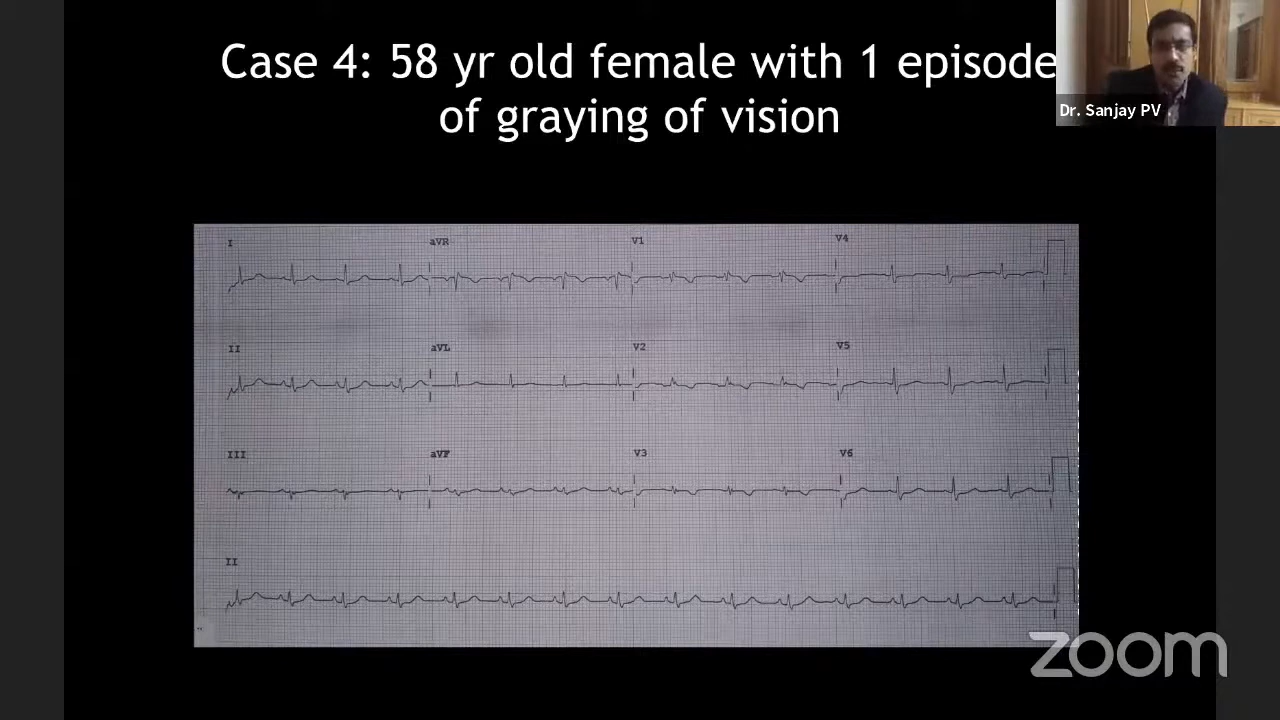 Case 4: 58 yr old female with 1 episode
of graying of vision
Dr. Sanjay PV
I aVR V1 V4
II aVL V2 V5
III aVF V3 V6
II
zoom